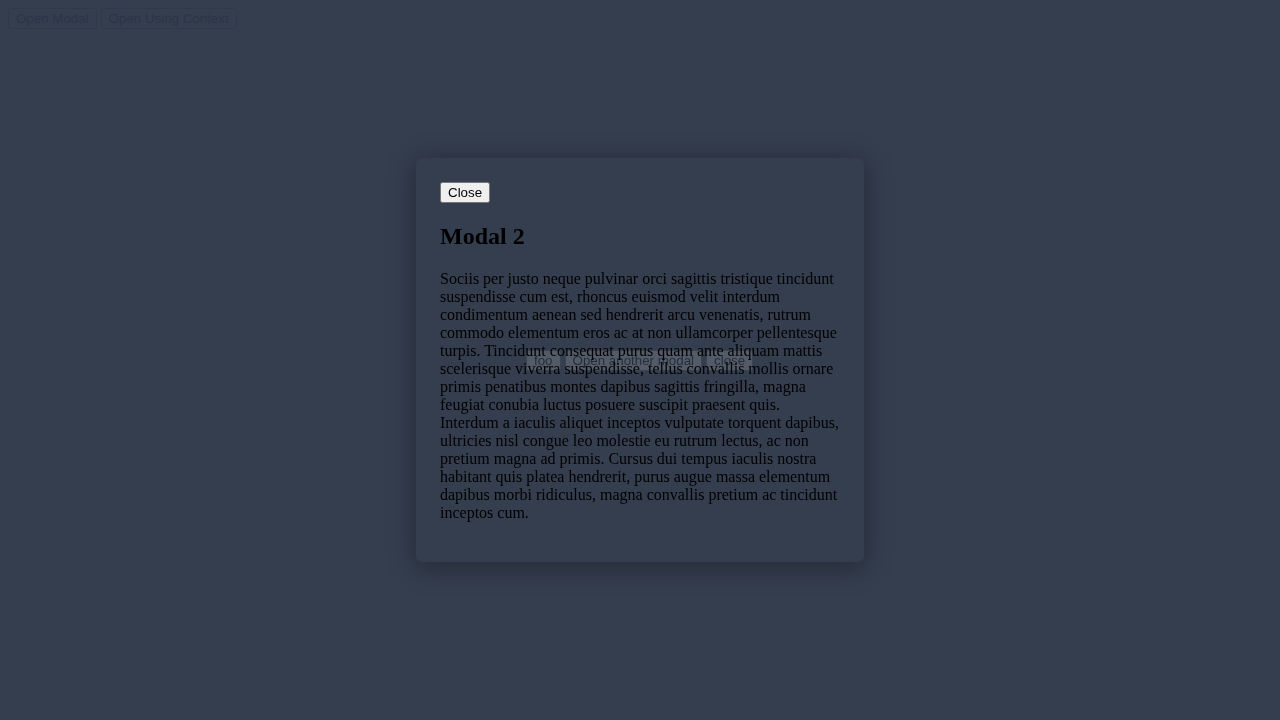 Open Modal Open Using Context
Close
Modal 2
Sociis per justo neque pulvinar orci sagittis tristique tincidunt
suspendisse cum est, rhoncus euismod velit interdum
condimentum aenean sed hendrerit arcu venenatis, rutrum
commodo elementum eros ac at non ullamcorper pellentesque
turpis. Tincidunt consequat purus quam ante aliquam mattis
foo Open another modal close
scelerisque viverra suspendisse, tellus convallis mollis ornare
primis penatibus montes dapibus sagittis fringilla, magna
feugiat conubia luctus posuere suscipit praesent quis.
Interdum a iaculis aliquet inceptos vulputate torquent dapibus,
ultricies nisl congue leo molestie eu rutrum lectus, ac non
pretium magna ad primis. Cursus dui tempus iaculis nostra
habitant quis platea hendrerit, purus augue massa elementum
dapibus morbi ridiculus, magna convallis pretium ac tincidunt
inceptos cum.